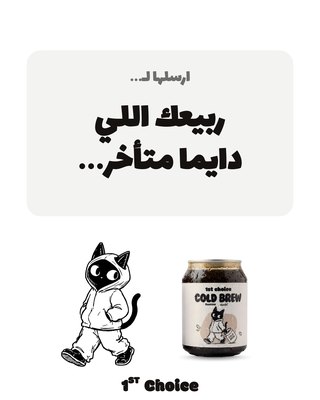 ارسلها لـ...
ربيعك اللي
دايما متأخر...
1st choice
COLD BREW
1ST Choice